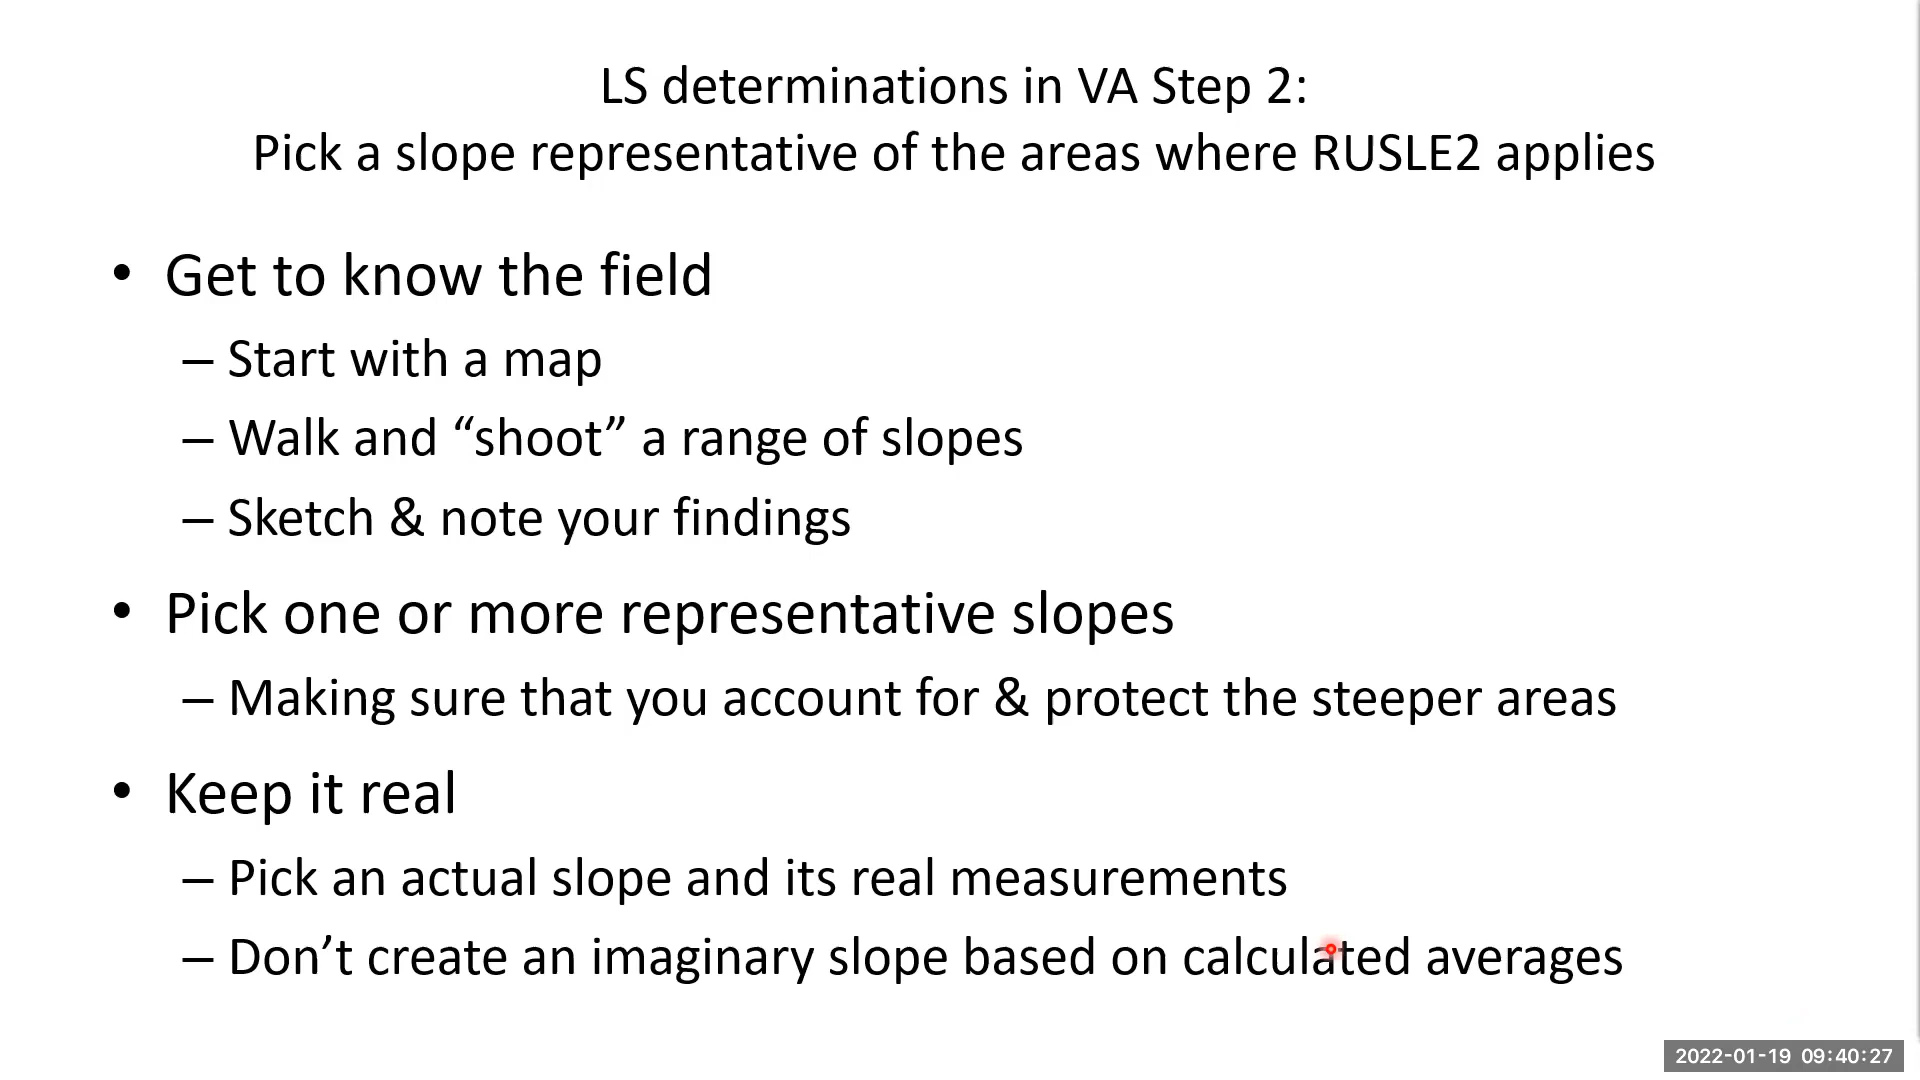 LS determinations in VA Step 2:
Pick a slope representative of the areas where RUSLE2 applies
• Get to know the field
– Start with a map
– Walk and “shoot” a range of slopes
– Sketch & note your findings
• Pick one or more representative slopes
– Making sure that you account for & protect the steeper areas
• Keep it real
– Pick an actual slope and its real measurements
– Don’t create an imaginary slope based on calculated averages
2022-01-19 09:40:27